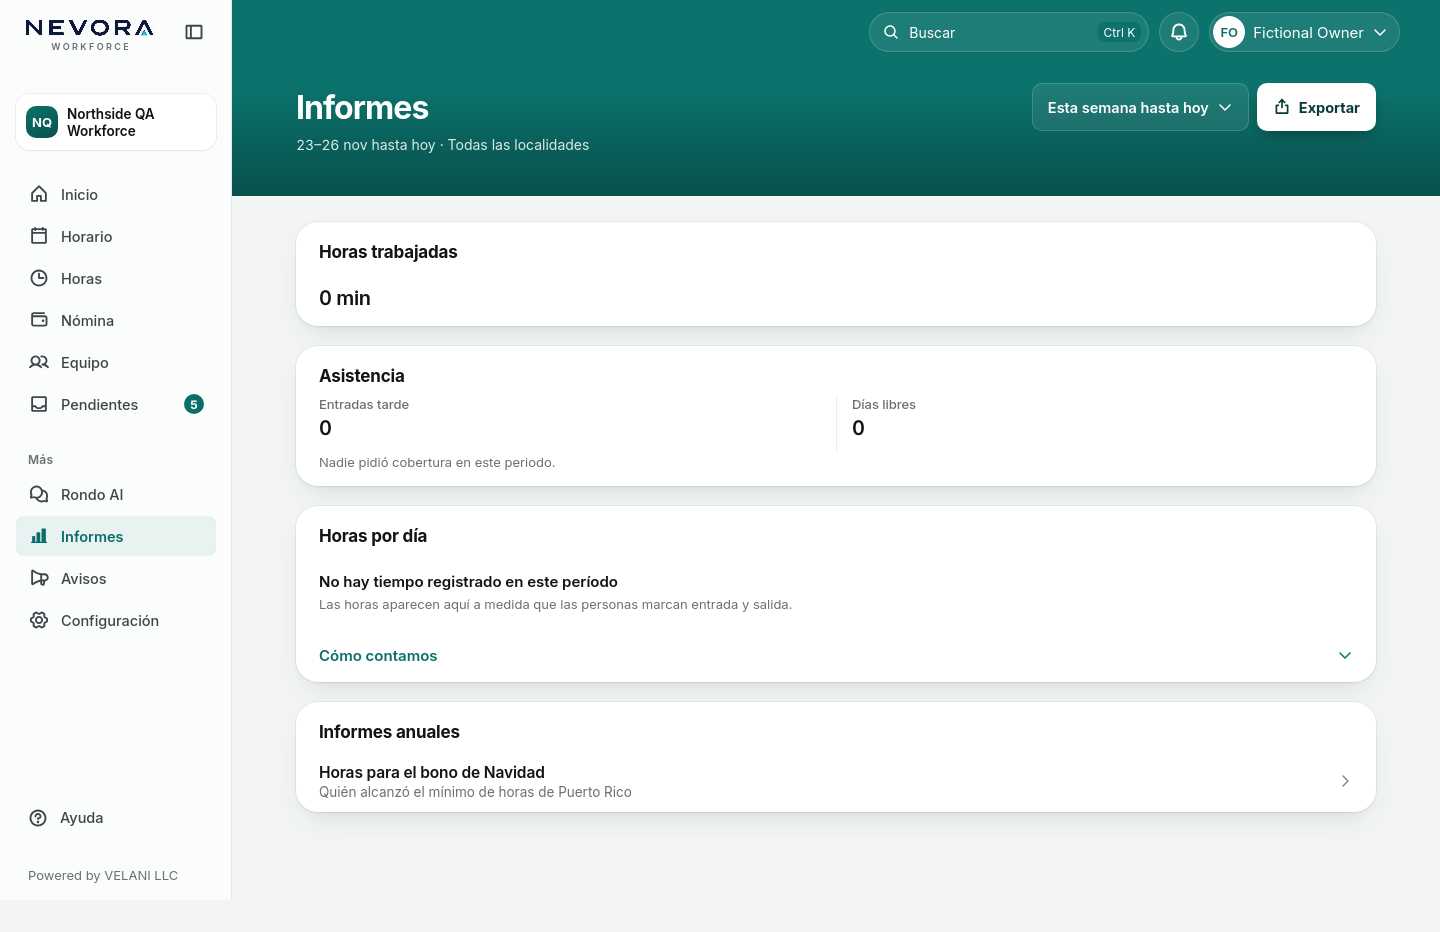 NEVORA
WORKFORCE
NQ
Northside QA
Workforce
Inicio
Horario
Horas
Nómina
Equipo
Pendientes
5
Más
Rondo AI
Informes
Avisos
Configuración
Ayuda
Powered by VELANI LLC
Buscar
Ctrl K
FO
Fictional Owner
Informes
23–26 nov hasta hoy · Todas las localidades
Esta semana hasta hoy
Exportar
Horas trabajadas
0 min
Asistencia
Entradas tarde
0
Días libres
0
Nadie pidió cobertura en este periodo.
Horas por día
No hay tiempo registrado en este período
Las horas aparecen aquí a medida que las personas marcan entrada y salida.
Cómo contamos
Informes anuales
Horas para el bono de Navidad
Quién alcanzó el mínimo de horas de Puerto Rico